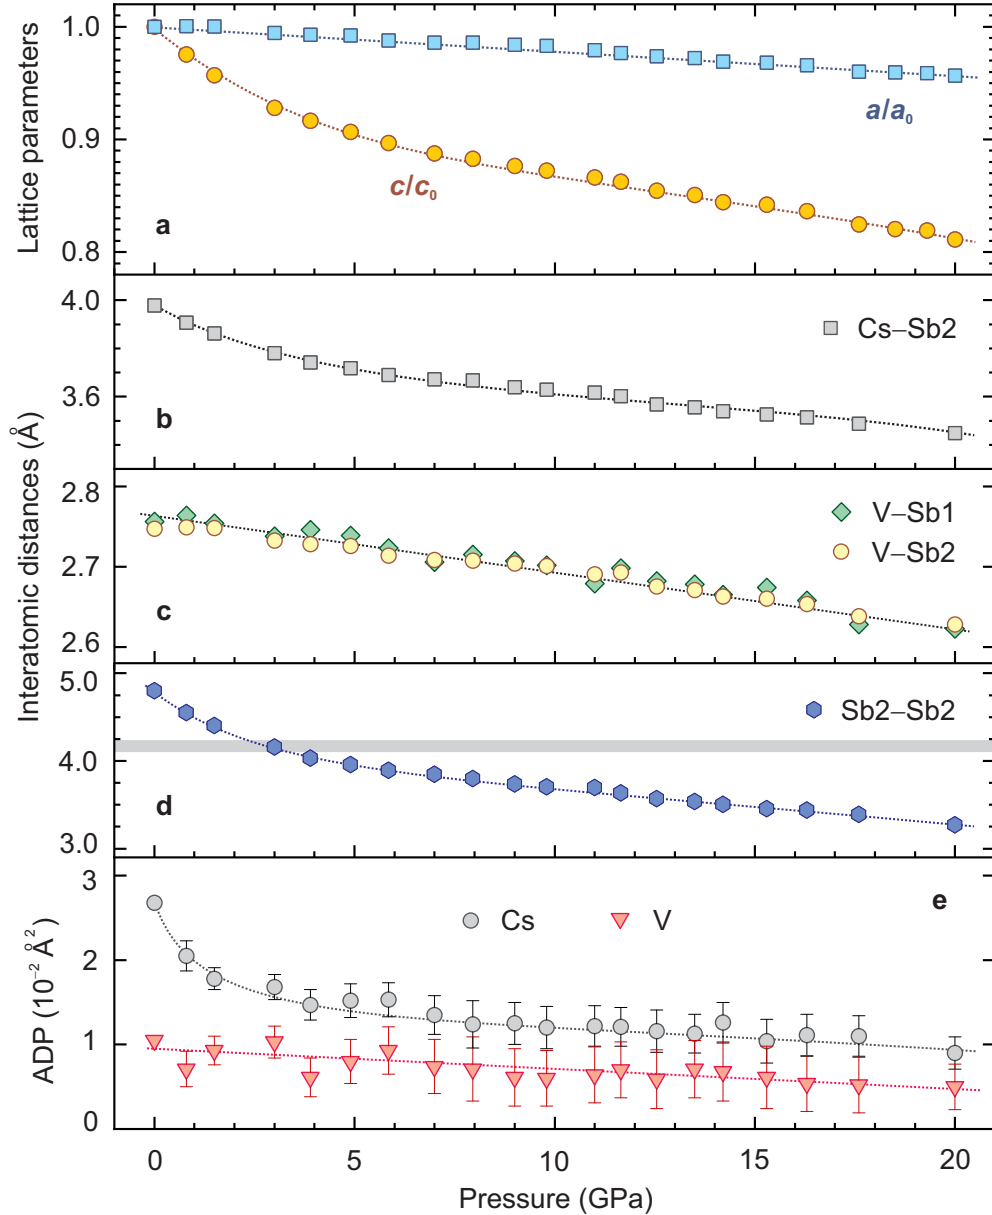 1.0
0.9
0.8
Lattice parameters
a/a₀
c/c₀
a
4.0
3.6
Cs–Sb2
b
Interatomic distances (Å)
2.8
2.7
2.6
V–Sb1
V–Sb2
c
5.0
4.0
3.0
Sb2–Sb2
d
3
2
1
0
ADP (10⁻² Å²)
Cs
V
e
0
5
10
15
20
Pressure (GPa)